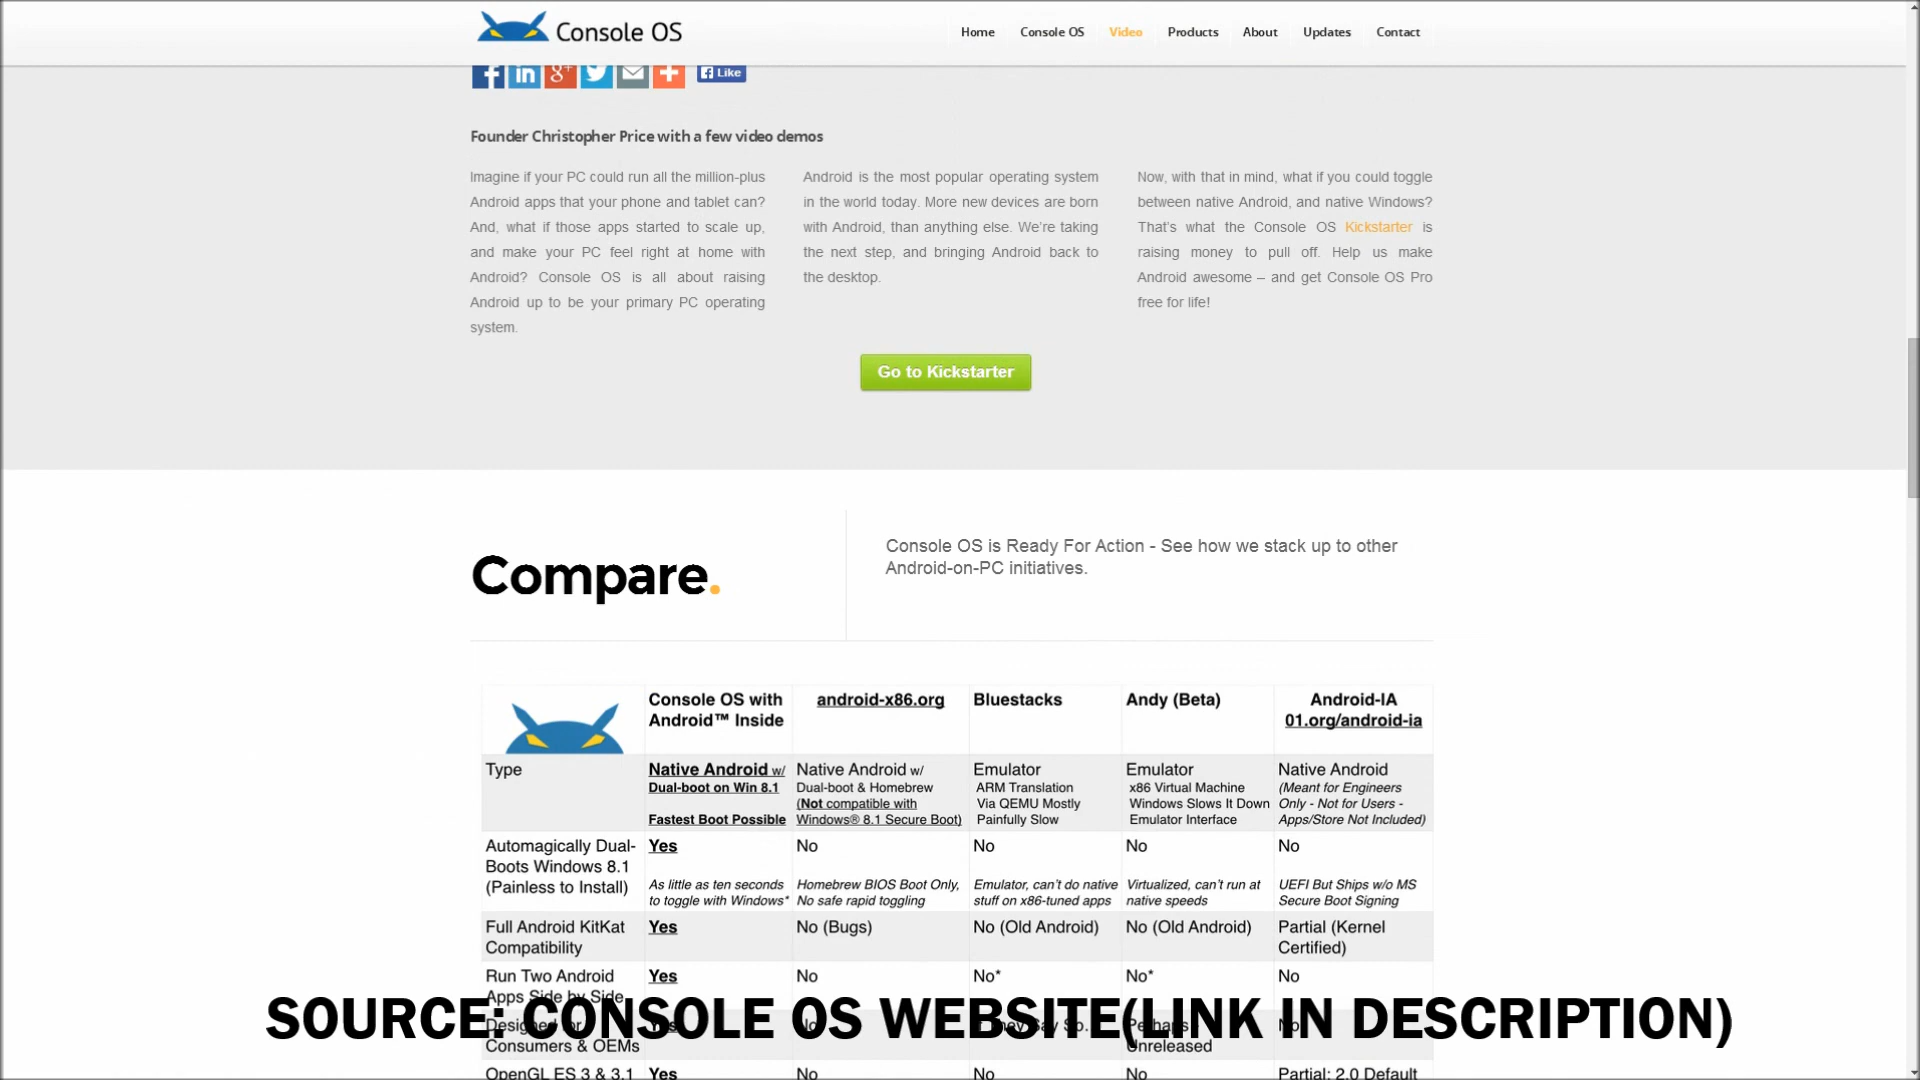 Console OS
Home Console OS Video Products About Updates Contact
Like
Founder Christopher Price with a few video demos
Imagine if your PC could run all the million-plus
Android apps that your phone and tablet can?
And, what if those apps started to scale up,
and make your PC feel right at home with
Android? Console OS is all about raising
Android up to be your primary PC operating
system.
Android is the most popular operating system
in the world today. More new devices are born
with Android, than anything else. We're taking
the next step, and bringing Android back to
the desktop.
Now, with that in mind, what if you could toggle
between native Android, and native Windows?
That's what the Console OS Kickstarter is
raising money to pull off. Help us make
Android awesome – and get Console OS Pro
free for life!
Go to Kickstarter
Compare.
Console OS is Ready For Action - See how we stack up to other
Android-on-PC initiatives.
Console OS with
Android™ Inside
android-x86.org
Bluestacks
Andy (Beta)
Android-IA
01.org/android-ia
Type
Native Android w/
Dual-boot on Win 8.1
Fastest Boot Possible
Native Android w/
Dual-boot & Homebrew
(Not compatible with
Windows® 8.1 Secure Boot)
Emulator
ARM Translation
Via QEMU Mostly
Painfully Slow
Emulator
x86 Virtual Machine
Windows Slows It Down
Emulator Interface
Native Android
(Meant for Engineers
Only - Not for Users -
Apps/Store Not Included)
Automagically Dual-
Boots Windows 8.1
(Painless to Install)
Yes
As little as ten seconds
to toggle with Windows*
No
Homebrew BIOS Boot Only,
No safe rapid toggling
No
Emulator, can't do native
stuff on x86-tuned apps
No
Virtualized, can't run at
native speeds
No
UEFI But Ships w/o MS
Secure Boot Signing
Full Android KitKat
Compatibility
Yes
No (Bugs)
No (Old Android)
No (Old Android)
Partial (Kernel
Certified)
Run Two Android
Apps Side by Side
Yes
No
No*
No*
No
Designed for
Consumers & OEMs
Yes
No
They Say So.
Perhaps -
Unreleased
No
OpenGL ES 3 & 3.1
Yes
No
No
No
Partial: 2.0 Default
SOURCE: CONSOLE OS WEBSITE(LINK IN DESCRIPTION)